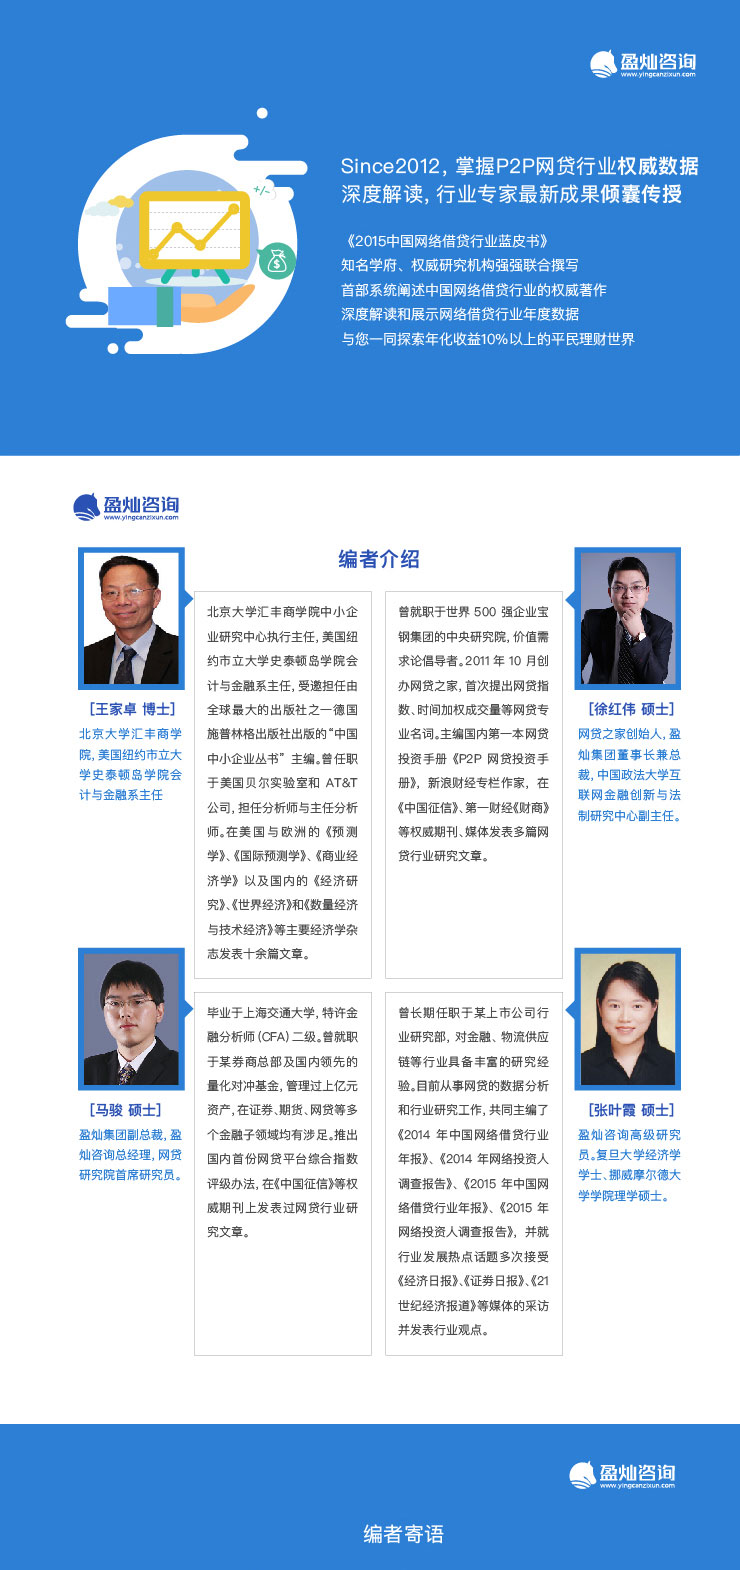 盈灿咨询
www.yingcanzixun.com
Since2012, 掌握P2P网贷行业权威数据
深度解读, 行业专家最新成果倾囊传授
《2015中国网络借贷行业蓝皮书》
知名学府、权威研究机构强强联合撰写
首部系统阐述中国网络借贷行业的权威著作
深度解读和展示网络借贷行业年度数据
与您一同探索年化收益10%以上的平民理财世界
+/-
$
盈灿咨询
www.yingcanzixun.com
编者介绍
[王家卓 博士]
北京大学汇丰商学
院, 美国纽约市立大
学史泰顿岛学院会
计与金融系主任
北京大学汇丰商学院中小企
业研究中心执行主任, 美国纽
约市立大学史泰顿岛学院会
计与金融系主任, 受邀担任由
全球最大的出版社之一德国
施普林格出版社出版的“中国
中小企业丛书” 主编。曾任职
于美国贝尔实验室和 AT&T
公司, 担任分析师与主任分析
师。在美国与欧洲的《预测
学》、《国际预测学》、《商业经
济学》以及国内的《经济研
究》、《世界经济》和《数量经济
与技术经济》等主要经济学杂
志发表十余篇文章。
曾就职于世界 500 强企业宝
钢集团的中央研究院, 价值需
求论倡导者。2011 年 10 月创
办网贷之家, 首次提出网贷指
数、时间加权成交量等网贷专
业名词。主编国内第一本网贷
投资手册《P2P 网贷投资手
册》, 新浪财经专栏作家, 在
《中国征信》、第一财经《财商》
等权威期刊、媒体发表多篇网
贷行业研究文章。
[徐红伟 硕士]
网贷之家创始人, 盈
灿集团董事长兼总
裁, 中国政法大学互
联网金融创新与法
制研究中心副主任。
[马骏 硕士]
盈灿集团副总裁, 盈
灿咨询总经理, 网贷
研究院首席研究员。
毕业于上海交通大学, 特许金
融分析师 (CFA) 二级。曾就职
于某券商总部及国内领先的
量化对冲基金, 管理过上亿元
资产, 在证券、期货、网贷等多
个金融子领域均有涉足。推出
国内首份网贷平台综合指数
评级办法, 在《中国征信》等权
威期刊上发表过网贷行业研
究文章。
曾长期任职于某上市公司行
业研究部, 对金融、物流供应
链等行业具备丰富的研究经
验。目前从事网贷的数据分析
和行业研究工作, 共同主编了
《2014 年中国网络借贷行业
年报》、《2014 年网络投资人
调查报告》、《2015 年中国网
络借贷行业年报》、《2015 年
网络投资人调查报告》, 并就
行业发展热点话题多次接受
《经济日报》、《证券日报》、《21
世纪经济报道》等媒体的采访
并发表行业观点。
[张叶霞 硕士]
盈灿咨询高级研究
员。复旦大学经济学
学士、挪威摩尔德大
学学院理学硕士。
盈灿咨询
www.yingcanzixun.com
编者寄语